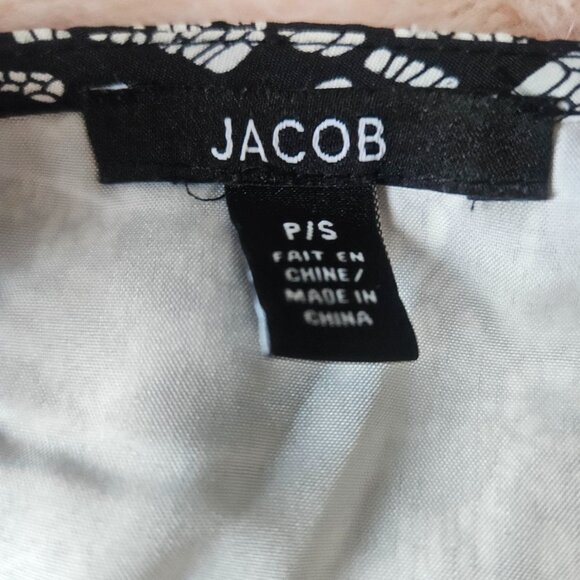 JACOB
P/S
FAIT EN
CHINE/
MADE IN
CHINA